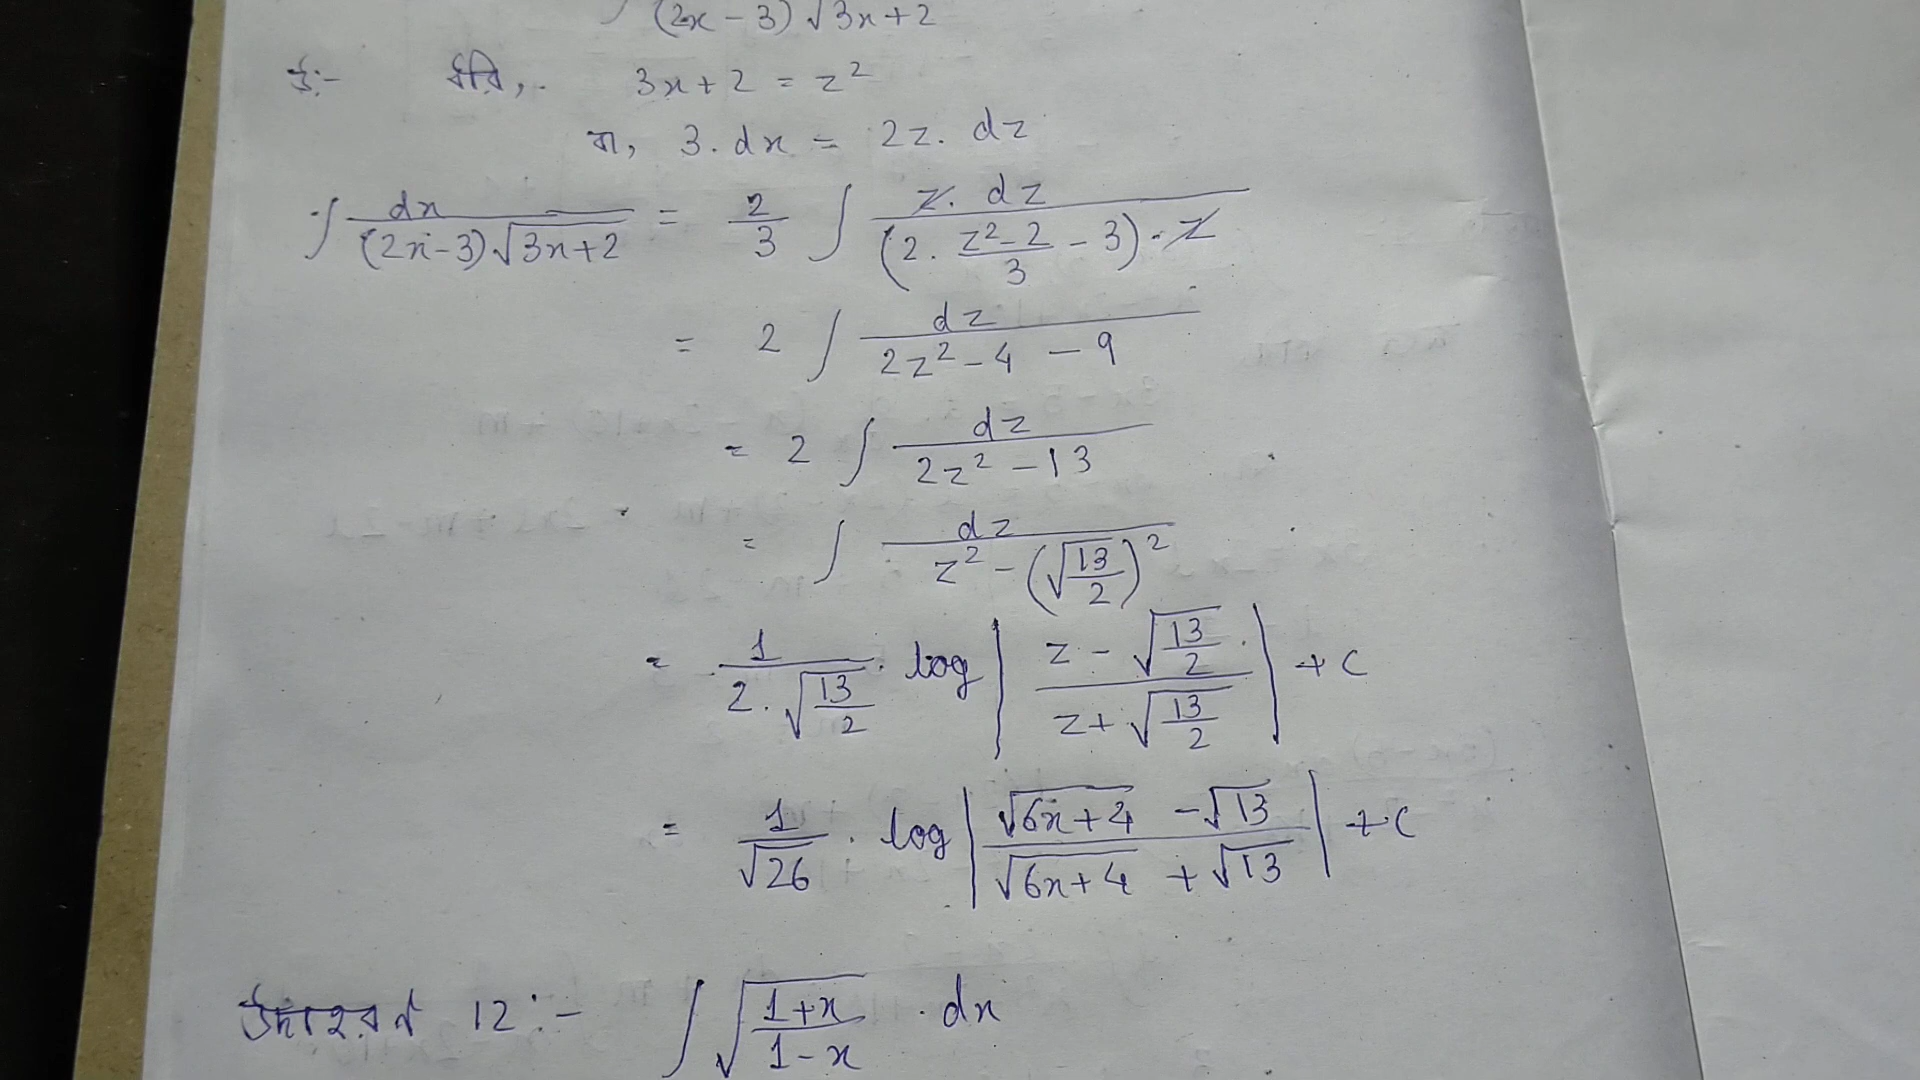 ∫ (2x-3)√3x+2
উঃ- ধরি, 3x+2 = z²
বা, 3.dx = 2z. dz
∫ dx/((2x-3)√(3x+2)) = 2/3 ∫ z. dz/((2. (z²-2)/3 - 3). z)
= 2 ∫ dz/(2z²-4 -9)
= 2 ∫ dz/(2z²-13)
= ∫ dz/(z²-(√(13/2))²)
= 1/(2.√(13/2)). log |(z-√(13/2))/(z+√(13/2))| +c
= 1/√26 . log |(√(6x+4) -√13)/(√(6x+4) +√13)| +c
উদাহরণ 12:- ∫ √((1+x)/(1-x)) . dx